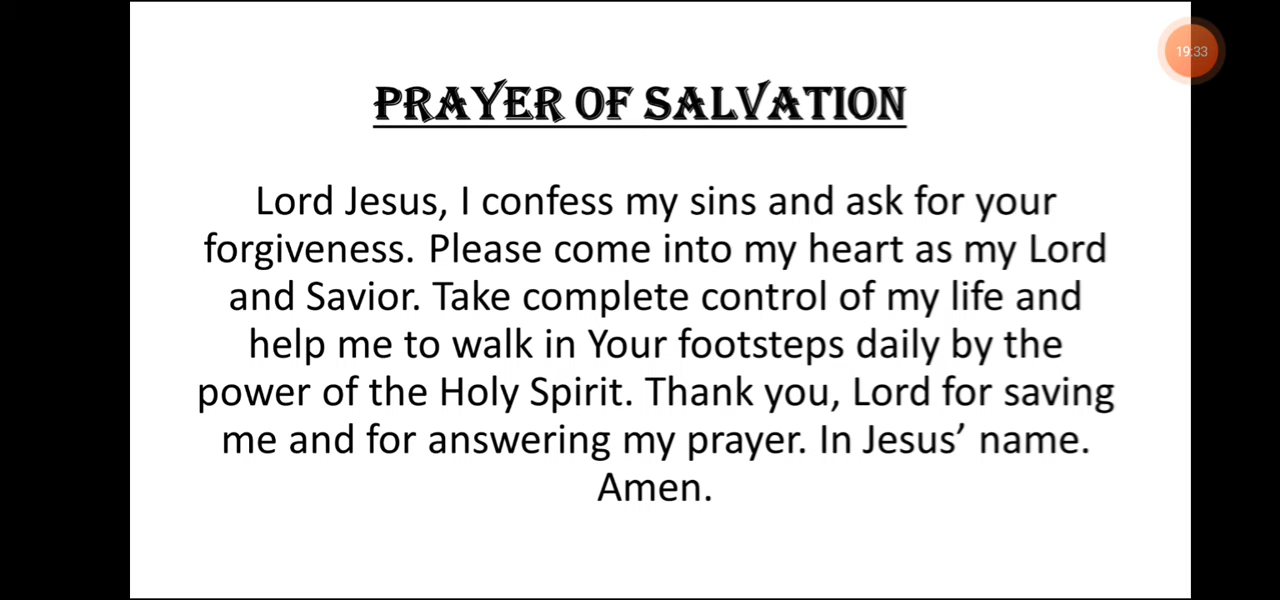 19:33
PRAYER OF SALVATION
Lord Jesus, I confess my sins and ask for your
forgiveness. Please come into my heart as my Lord
and Savior. Take complete control of my life and
help me to walk in Your footsteps daily by the
power of the Holy Spirit. Thank you, Lord for saving
me and for answering my prayer. In Jesus’ name.
Amen.